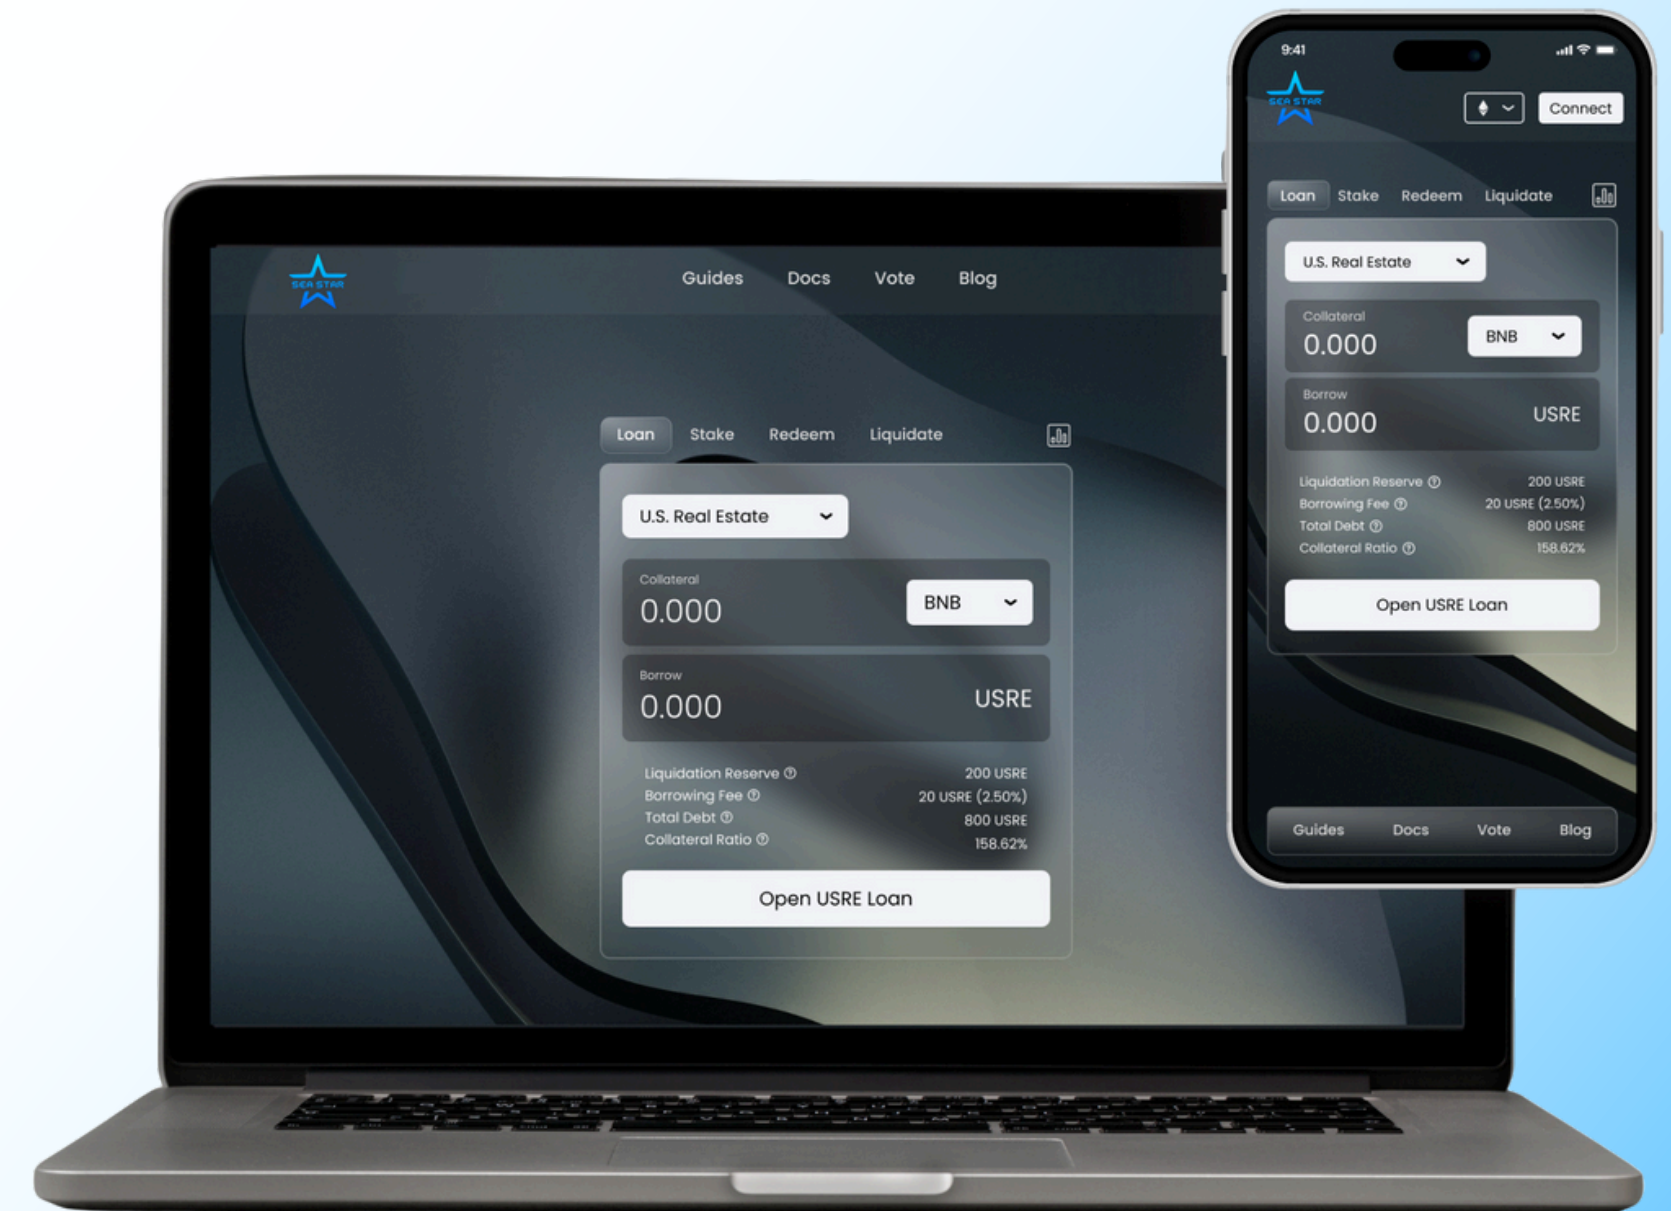 SEA STAR
Guides Docs Vote Blog
Loan Stake Redeem Liquidate
U.S. Real Estate
Collateral
0.000 BNB
Borrow
0.000 USRE
Liquidation Reserve 200 USRE
Borrowing Fee 20 USRE (2.50%)
Total Debt 800 USRE
Collateral Ratio 158.62%
Open USRE Loan
9:41
SEA STAR
Connect
Loan Stake Redeem Liquidate
U.S. Real Estate
Collateral
0.000 BNB
Borrow
0.000 USRE
Liquidation Reserve 200 USRE
Borrowing Fee 20 USRE (2.50%)
Total Debt 800 USRE
Collateral Ratio 158.62%
Open USRE Loan
Guides Docs Vote Blog